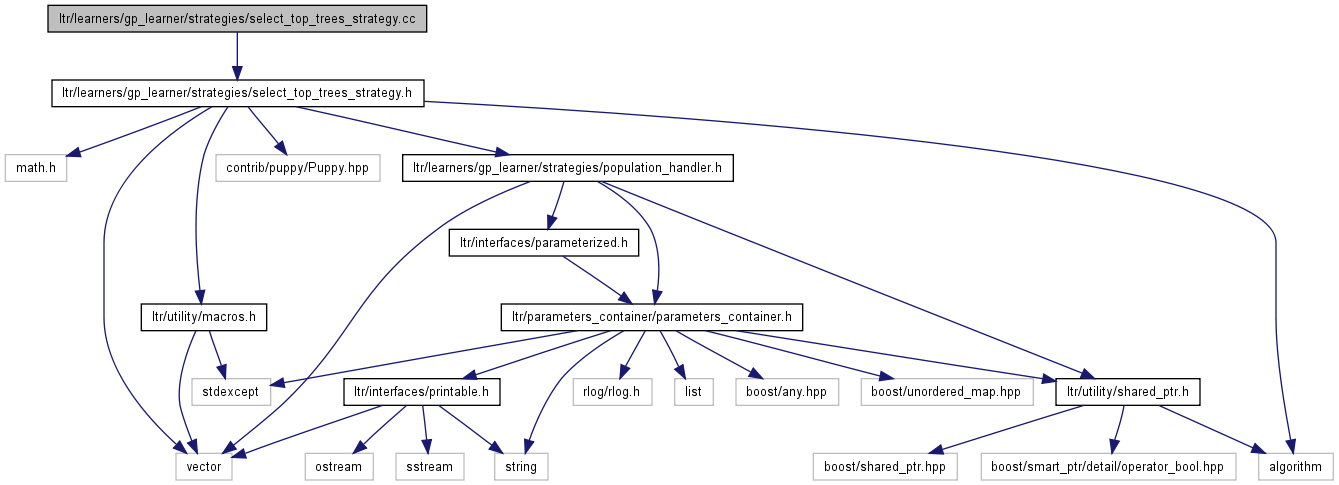 ltr/learners/gp_learner/strategies/select_top_trees_strategy.cc
ltr/learners/gp_learner/strategies/select_top_trees_strategy.h
math.h
contrib/puppy/Puppy.hpp
ltr/learners/gp_learner/strategies/population_handler.h
ltr/interfaces/parameterized.h
ltr/utility/macros.h
ltr/parameters_container/parameters_container.h
stdexcept
ltr/interfaces/printable.h
rlog/rlog.h
list
boost/any.hpp
boost/unordered_map.hpp
ltr/utility/shared_ptr.h
vector
ostream
sstream
string
boost/shared_ptr.hpp
boost/smart_ptr/detail/operator_bool.hpp
algorithm